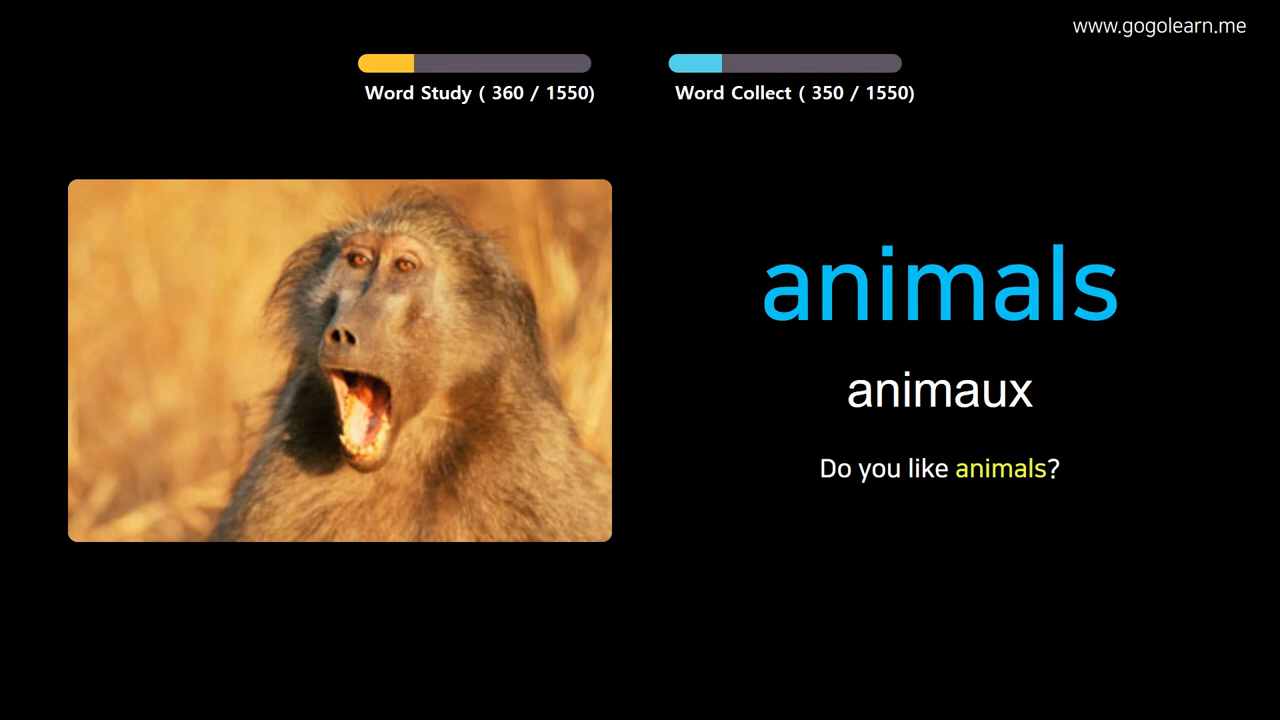 www.gogolearn.me
Word Study ( 360 / 1550)
Word Collect ( 350 / 1550)
animals
animaux
Do you like animals?